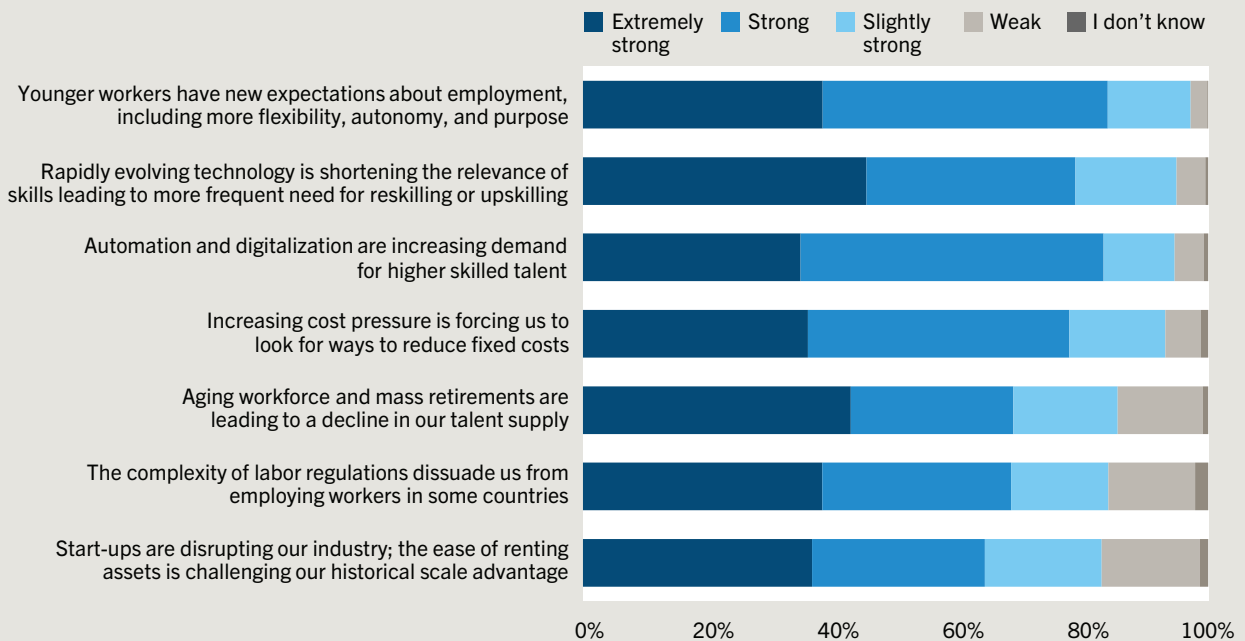 Extremely strong
Strong
Slightly strong
Weak
I don't know
Younger workers have new expectations about employment,
including more flexibility, autonomy, and purpose
Rapidly evolving technology is shortening the relevance of
skills leading to more frequent need for reskilling or upskilling
Automation and digitalization are increasing demand
for higher skilled talent
Increasing cost pressure is forcing us to
look for ways to reduce fixed costs
Aging workforce and mass retirements are
leading to a decline in our talent supply
The complexity of labor regulations dissuade us from
employing workers in some countries
Start-ups are disrupting our industry; the ease of renting
assets is challenging our historical scale advantage
0% 20% 40% 60% 80% 100%